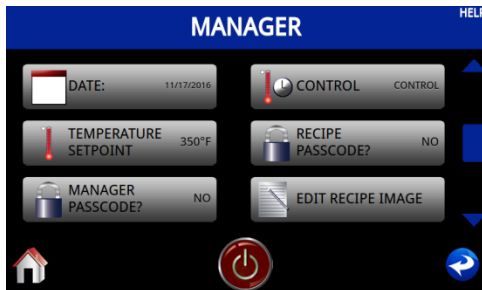 MANAGER
HELP
DATE: 11/17/2016
CONTROL CONTROL
TEMPERATURE
SETPOINT 350°F
RECIPE
PASSCODE? NO
MANAGER
PASSCODE? NO
EDIT RECIPE IMAGE